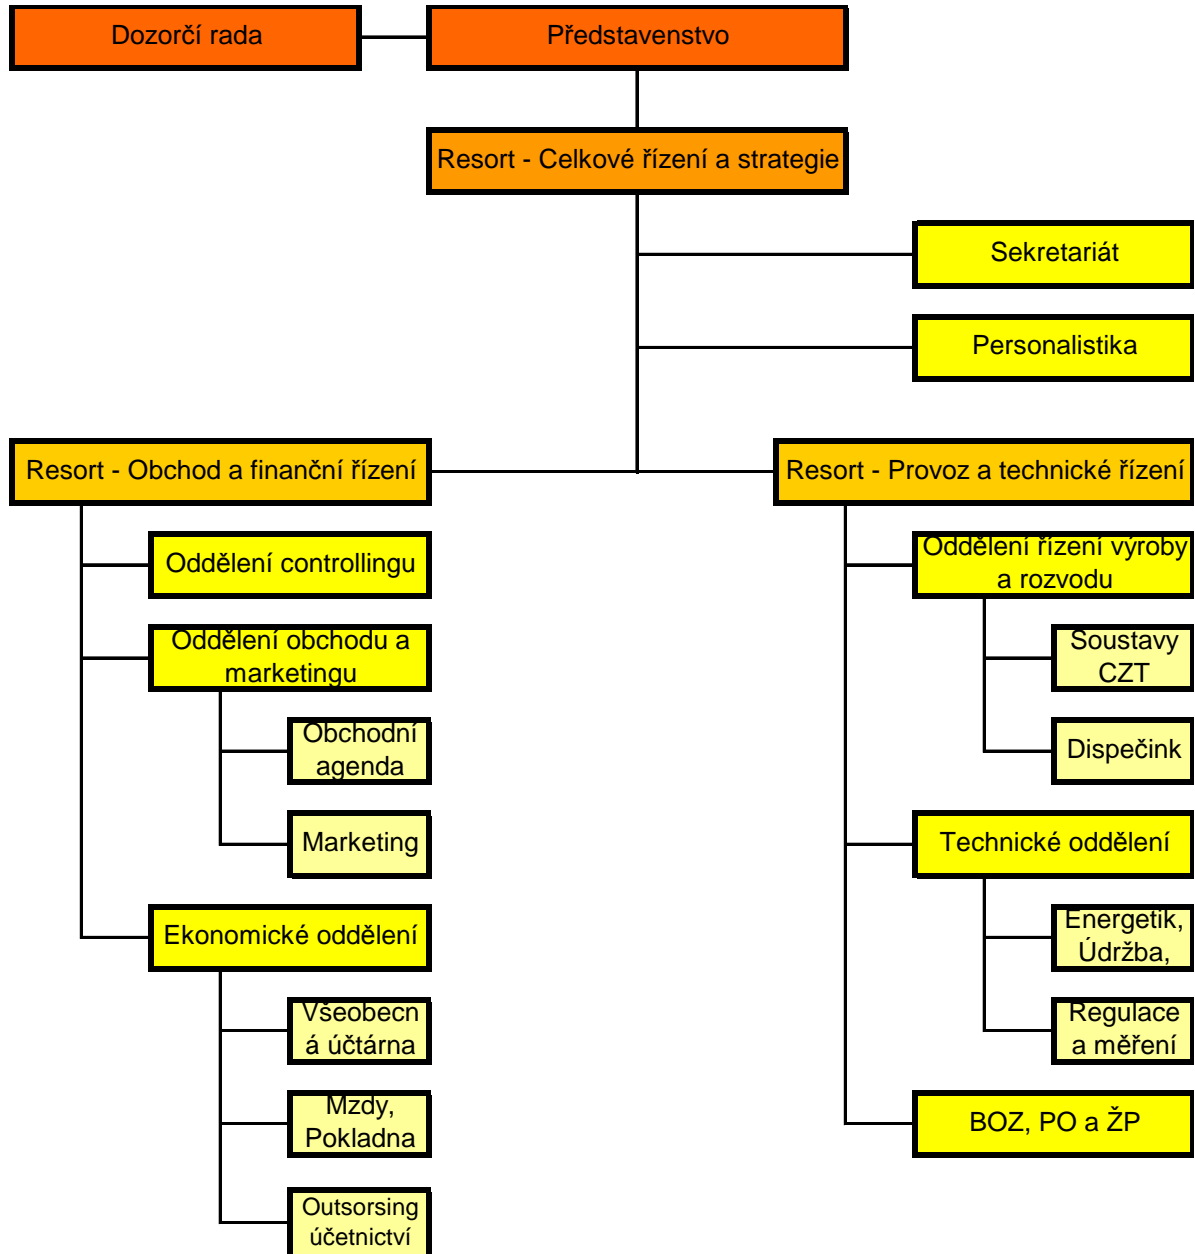 Dozorčí rada
Představenstvo
Resort - Celkové řízení a strategie
Sekretariát
Personalistika
Resort - Obchod a finanční řízení
Resort - Provoz a technické řízení
Oddělení controllingu
Oddělení obchodu a
marketingu
Obchodní
agenda
Marketing
Ekonomické oddělení
Všeobecn
á účtárna
Mzdy,
Pokladna
Outsorsing
účetnictví
Oddělení řízení výroby
a rozvodu
Soustavy
CZT
Dispečink
Technické oddělení
Energetik,
Údržba,
Regulace
a měření
BOZ, PO a ŽP